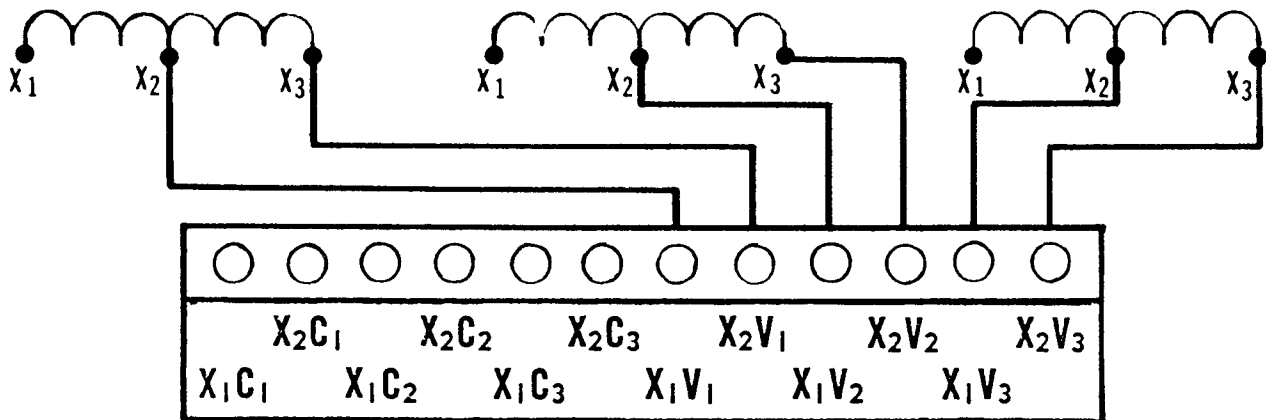 X₁ X₂ X₃ X₁ X₂ X₃ X₁ X₂ X₃
X₂C₁ X₂C₂ X₂C₃ X₂V₁ X₂V₂ X₂V₃
X₁C₁ X₁C₂ X₁C₃ X₁V₁ X₁V₂ X₁V₃